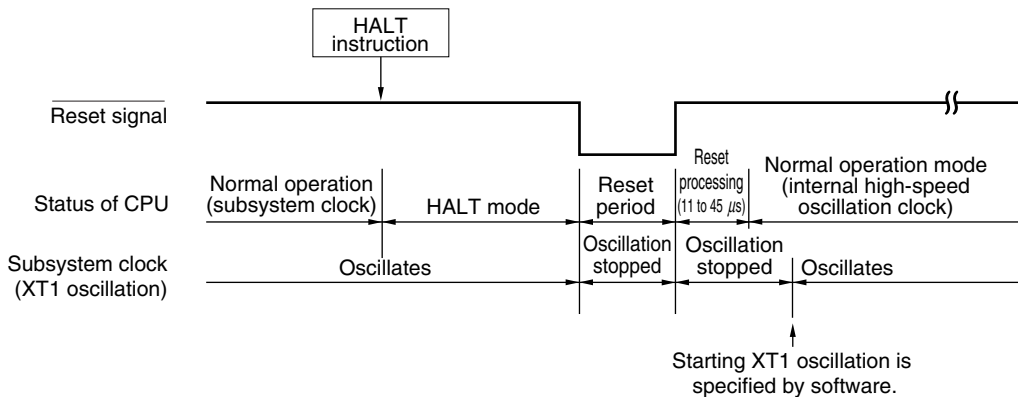 HALT
instruction
Reset signal
Status of CPU
Normal operation
(subsystem clock)
HALT mode
Reset
period
Reset
processing
(11 to 45 μs)
Normal operation mode
(internal high-speed
oscillation clock)
Subsystem clock
(XT1 oscillation)
Oscillates
Oscillation
stopped
Oscillation
stopped
Oscillates
Starting XT1 oscillation is
specified by software.